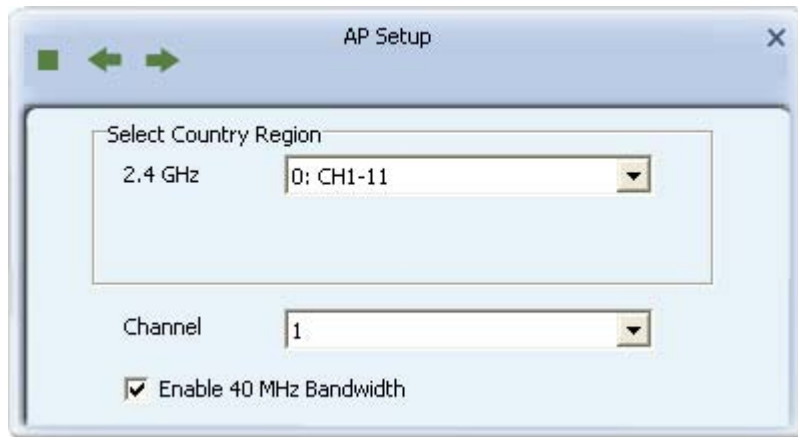 AP Setup
Select Country Region
2.4 GHz
0: CH1-11
Channel
1
Enable 40 MHz Bandwidth